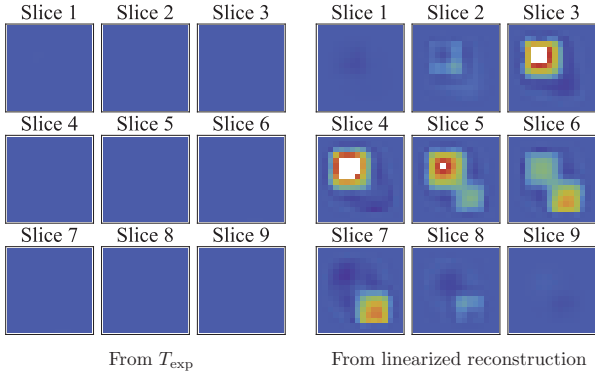 Slice 1 Slice 2 Slice 3 Slice 1 Slice 2 Slice 3
Slice 4 Slice 5 Slice 6 Slice 4 Slice 5 Slice 6
Slice 7 Slice 8 Slice 9 Slice 7 Slice 8 Slice 9
From T_exp From linearized reconstruction